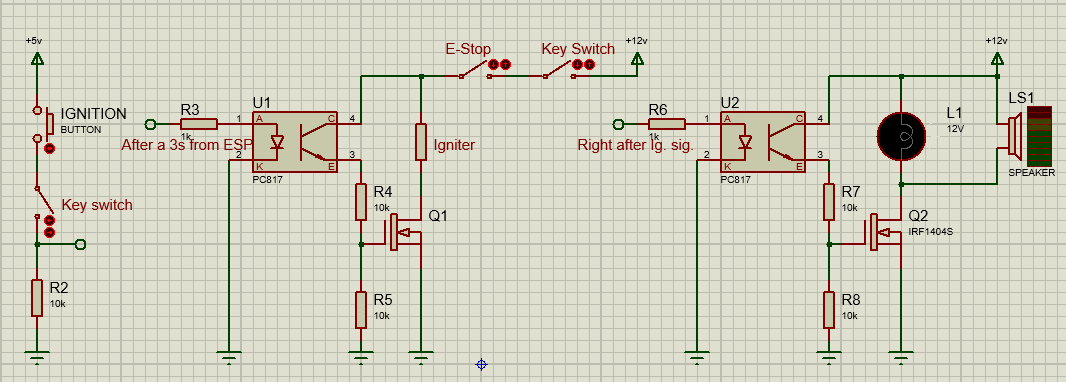 E-Stop
Key Switch
+5v
+12v
+12v
IGNITION
BUTTON
R3
1k
After a 3s from ESP
U1
A
K
C
E
1
2
4
3
PC817
Igniter
R6
1k
Right after Ig. sig.
U2
A
K
C
E
1
2
4
3
PC817
L1
12V
LS1
SPEAKER
Key switch
R4
10k
Q1
R7
10k
Q2
IRF1404S
R2
10k
R5
10k
R8
10k